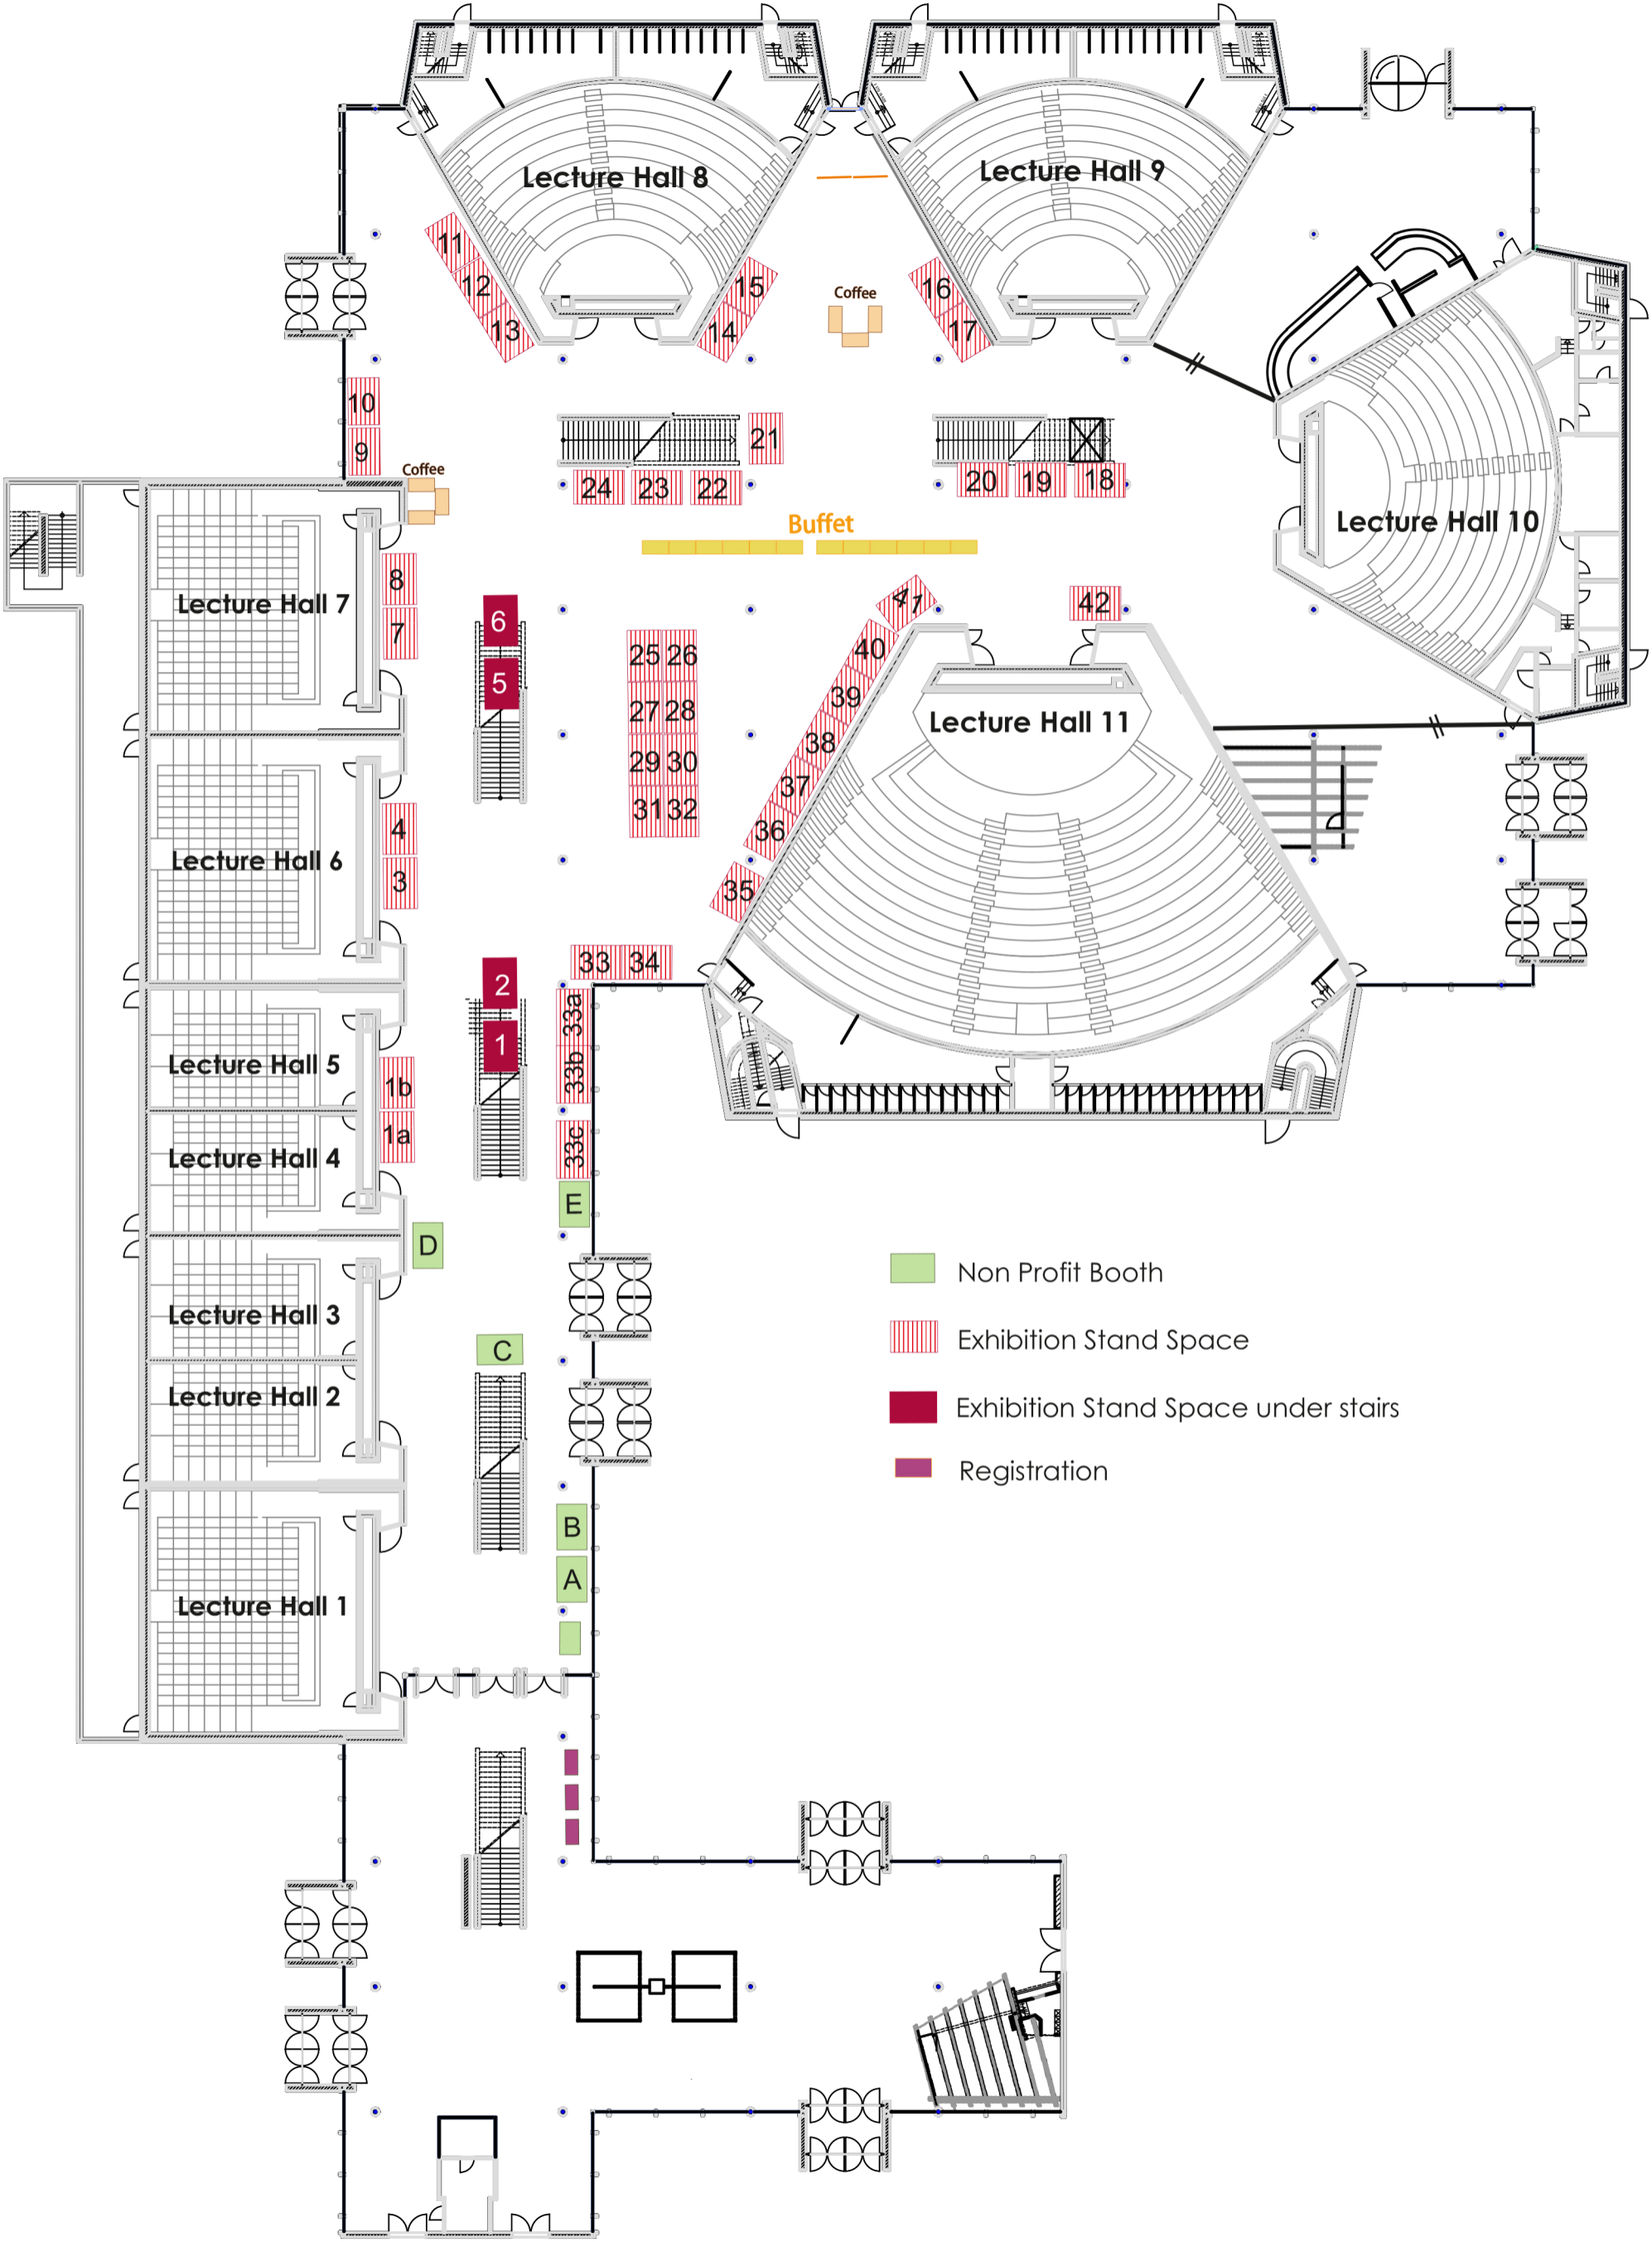 Lecture Hall 8
Lecture Hall 9
11
12
13
15
14
Coffee
16
17
10
9
Coffee
21
24
23
22
20
19
18
Buffet
Lecture Hall 10
Lecture Hall 7
8
7
6
5
41
42
40
39
38
37
36
35
25 26
27 28
29 30
31 32
Lecture Hall 11
Lecture Hall 6
4
3
33 34
2
1
33a
33b
33c
Lecture Hall 5
1b
1a
Lecture Hall 4
E
D
Lecture Hall 3
C
Lecture Hall 2
B
A
Lecture Hall 1
Non Profit Booth
Exhibition Stand Space
Exhibition Stand Space under stairs
Registration